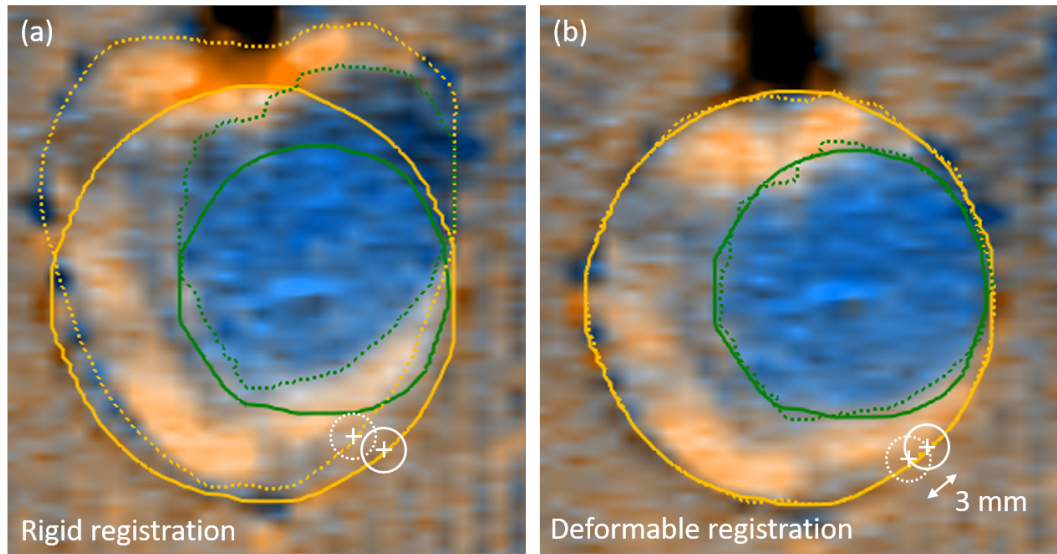 (a)
Rigid registration
(b)
3 mm
Deformable registration